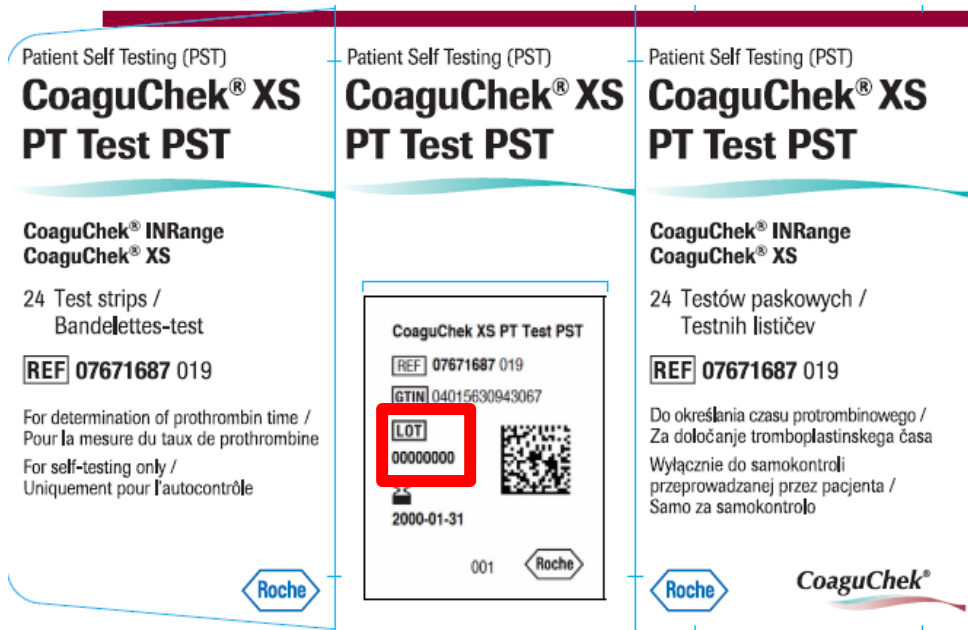 Patient Self Testing (PST)
CoaguChek® XS
PT Test PST
CoaguChek® INRange
CoaguChek® XS
24 Test strips /
Bandelettes-test
REF 07671687 019
For determination of prothrombin time /
Pour la mesure du taux de prothrombine
For self-testing only /
Uniquement pour l'autocontrôle
Roche
Patient Self Testing (PST)
CoaguChek® XS
PT Test PST
CoaguChek XS PT Test PST
REF 07671687 019
GTIN 04015630943067
LOT
00000000
2000-01-31
001
Roche
Patient Self Testing (PST)
CoaguChek® XS
PT Test PST
CoaguChek® INRange
CoaguChek® XS
24 Testów paskowych /
Testnih lističev
REF 07671687 019
Do określania czasu protrombinowego /
Za določanje tromboplastinskega časa
Wyłącznie do samokontroli
przeprowadzanej przez pacjenta /
Samo za samokontrolo
Roche
CoaguChek®